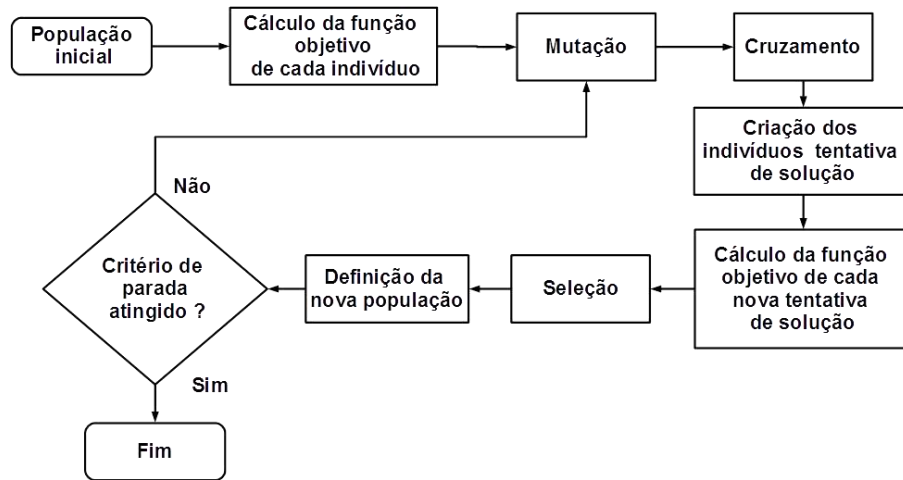 População
inicial
Cálculo da função
objetivo
de cada indivíduo
Mutação
Cruzamento
Criação dos
indivíduos tentativa
de solução
Cálculo da função
objetivo de cada
nova tentativa
de solução
Seleção
Definição da
nova população
Critério de
parada
atingido ?
Não
Sim
Fim